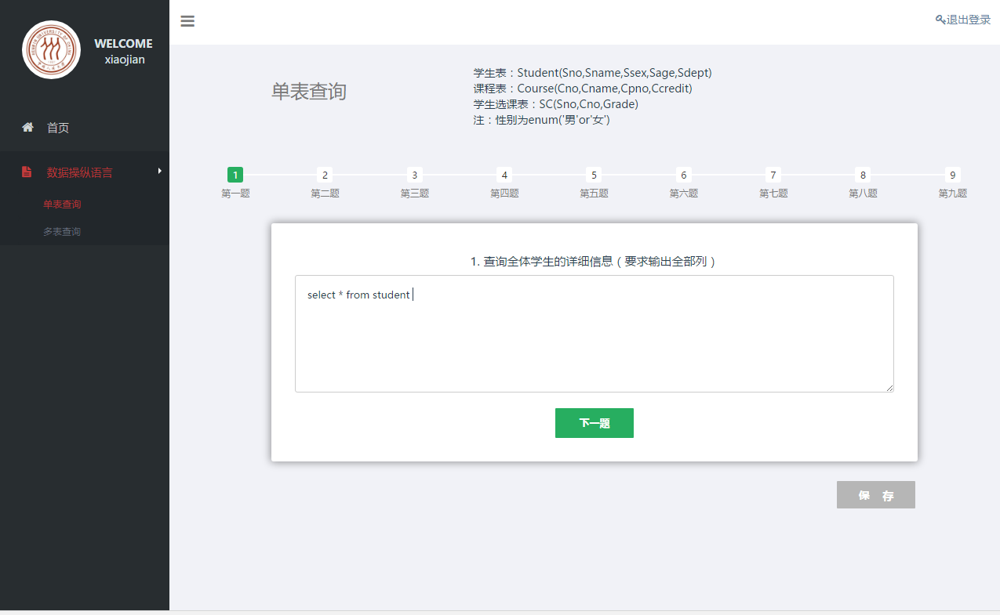 WELCOME
xiaojian
退出登录
首页
数据操纵语言
单表查询
多表查询
单表查询
学生表：Student(Sno,Sname,Ssex,Sage,Sdept)
课程表：Course(Cno,Cname,Cpno,Ccredit)
学生选课表：SC(Sno,Cno,Grade)
注：性别为enum('男'or'女')
1 2 3 4 5 6 7 8 9
第一题 第二题 第三题 第四题 第五题 第六题 第七题 第八题 第九题
1. 查询全体学生的详细信息（要求输出全部列）
select * from student
下一题
保 存